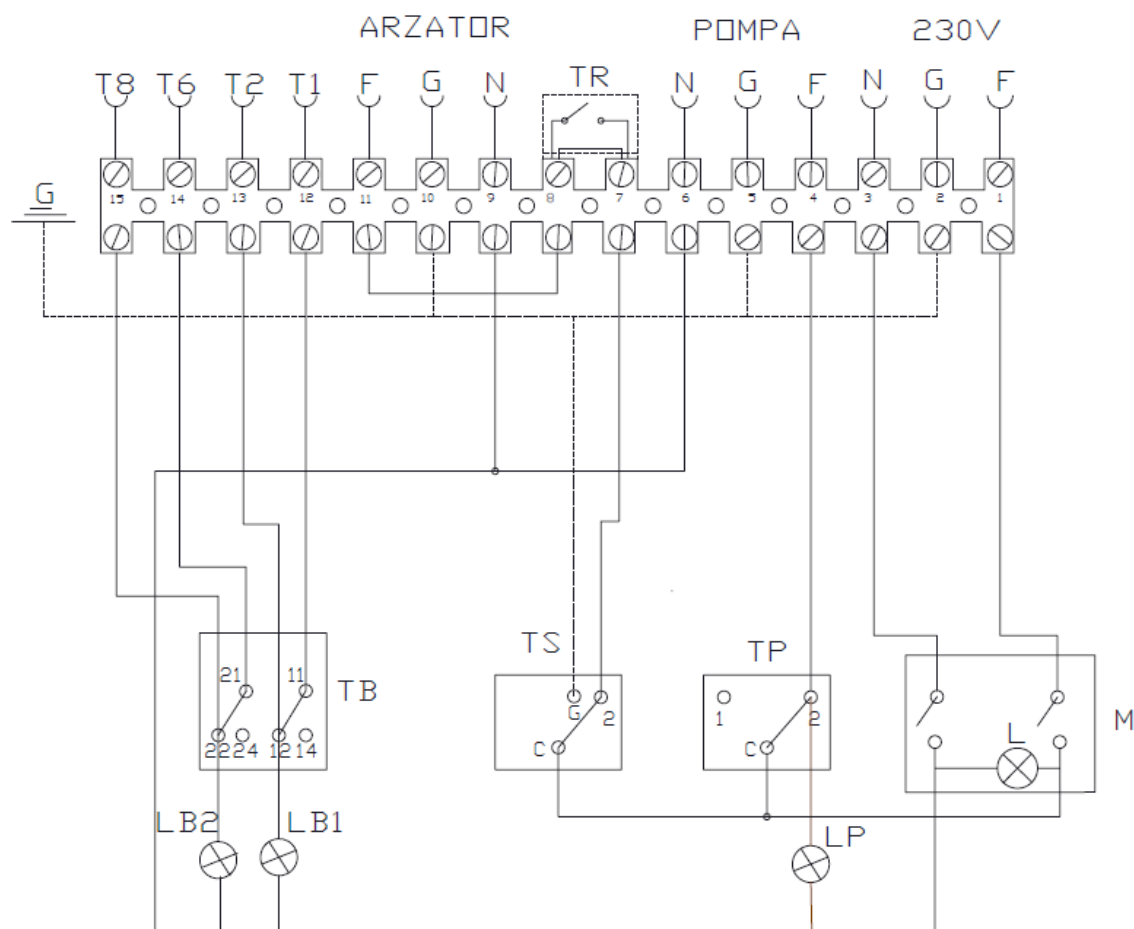 ARZATOR POMPA 230V
T8 T6 T2 T1 F G N TR N G F N G F
15 14 13 12 11 10 9 8 7 6 5 4 3 2 1
G
TS TP
21 11 TB
G 2 1 2 M
22 24 12 14 C C L
LB2 LB1 LP